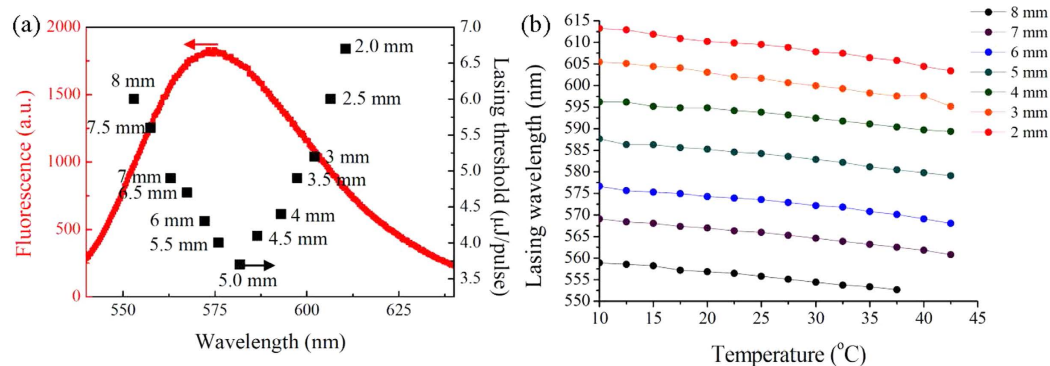 (a)
2000
1500
1000
500
0
Fluorescence (a.u.)
550
575
600
625
Wavelength (nm)
7.0
6.5
6.0
5.5
5.0
4.5
4.0
3.5
Lasing threshold (μJ/pulse)
8 mm
7.5 mm
7 mm
6.5 mm
6 mm
5.5 mm
5.0 mm
4.5 mm
4 mm
3.5 mm
3 mm
2.5 mm
2.0 mm
(b)
615
610
605
600
595
590
585
580
575
570
565
560
555
550
Lasing wavelength (nm)
10
15
20
25
30
35
40
45
Temperature (°C)
8 mm
7 mm
6 mm
5 mm
4 mm
3 mm
2 mm